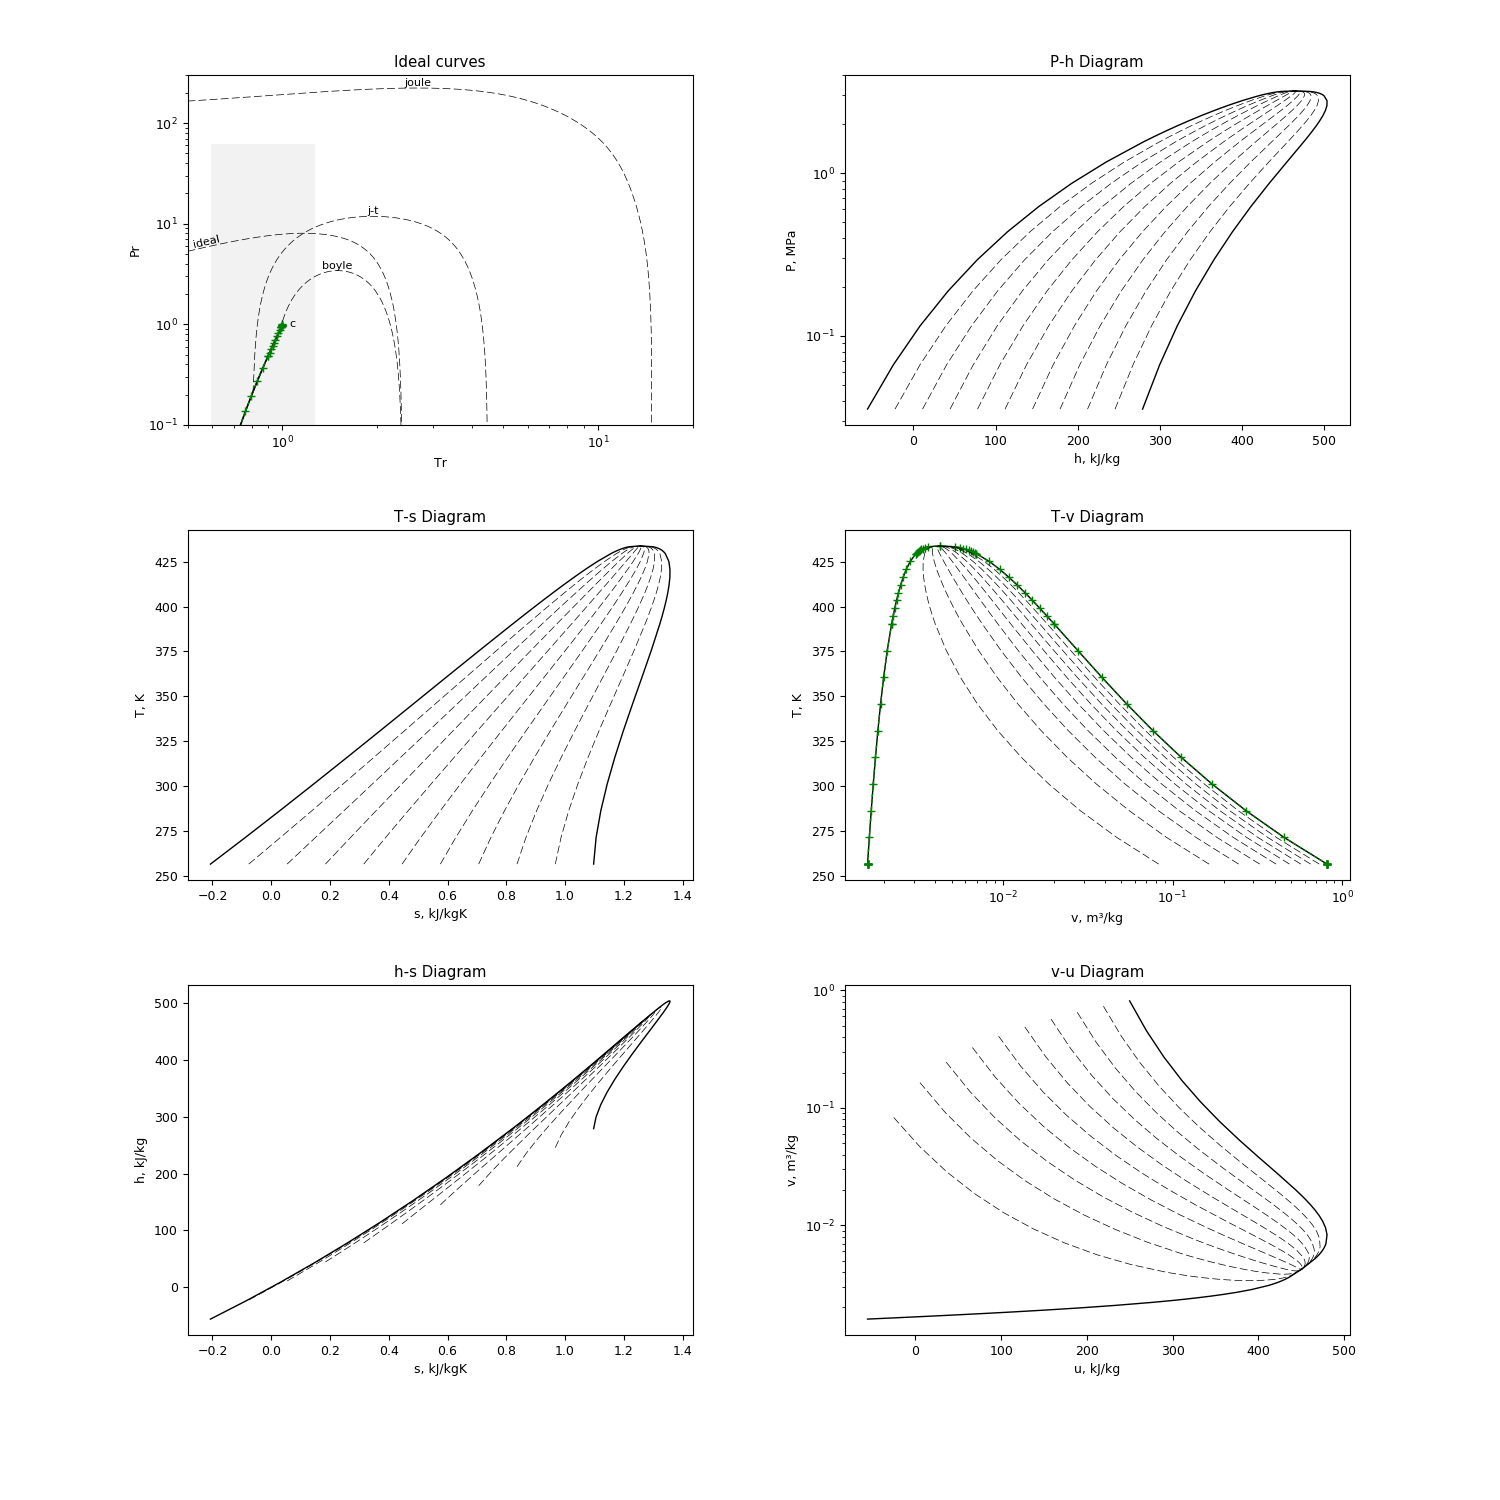 Ideal curves
joule
j-t
ideal
boyle
c
Pr
10²
10¹
10⁰
10⁻¹
10⁰
10¹
Tr
P-h Diagram
P, MPa
10⁰
10⁻¹
0
100
200
300
400
500
h, kJ/kg
T-s Diagram
T, K
425
400
375
350
325
300
275
250
−0.2
0.0
0.2
0.4
0.6
0.8
1.0
1.2
1.4
s, kJ/kgK
T-v Diagram
T, K
425
400
375
350
325
300
275
250
10⁻²
10⁻¹
10⁰
v, m³/kg
h-s Diagram
h, kJ/kg
500
400
300
200
100
0
−0.2
0.0
0.2
0.4
0.6
0.8
1.0
1.2
1.4
s, kJ/kgK
v-u Diagram
v, m³/kg
10⁰
10⁻¹
10⁻²
0
100
200
300
400
500
u, kJ/kg